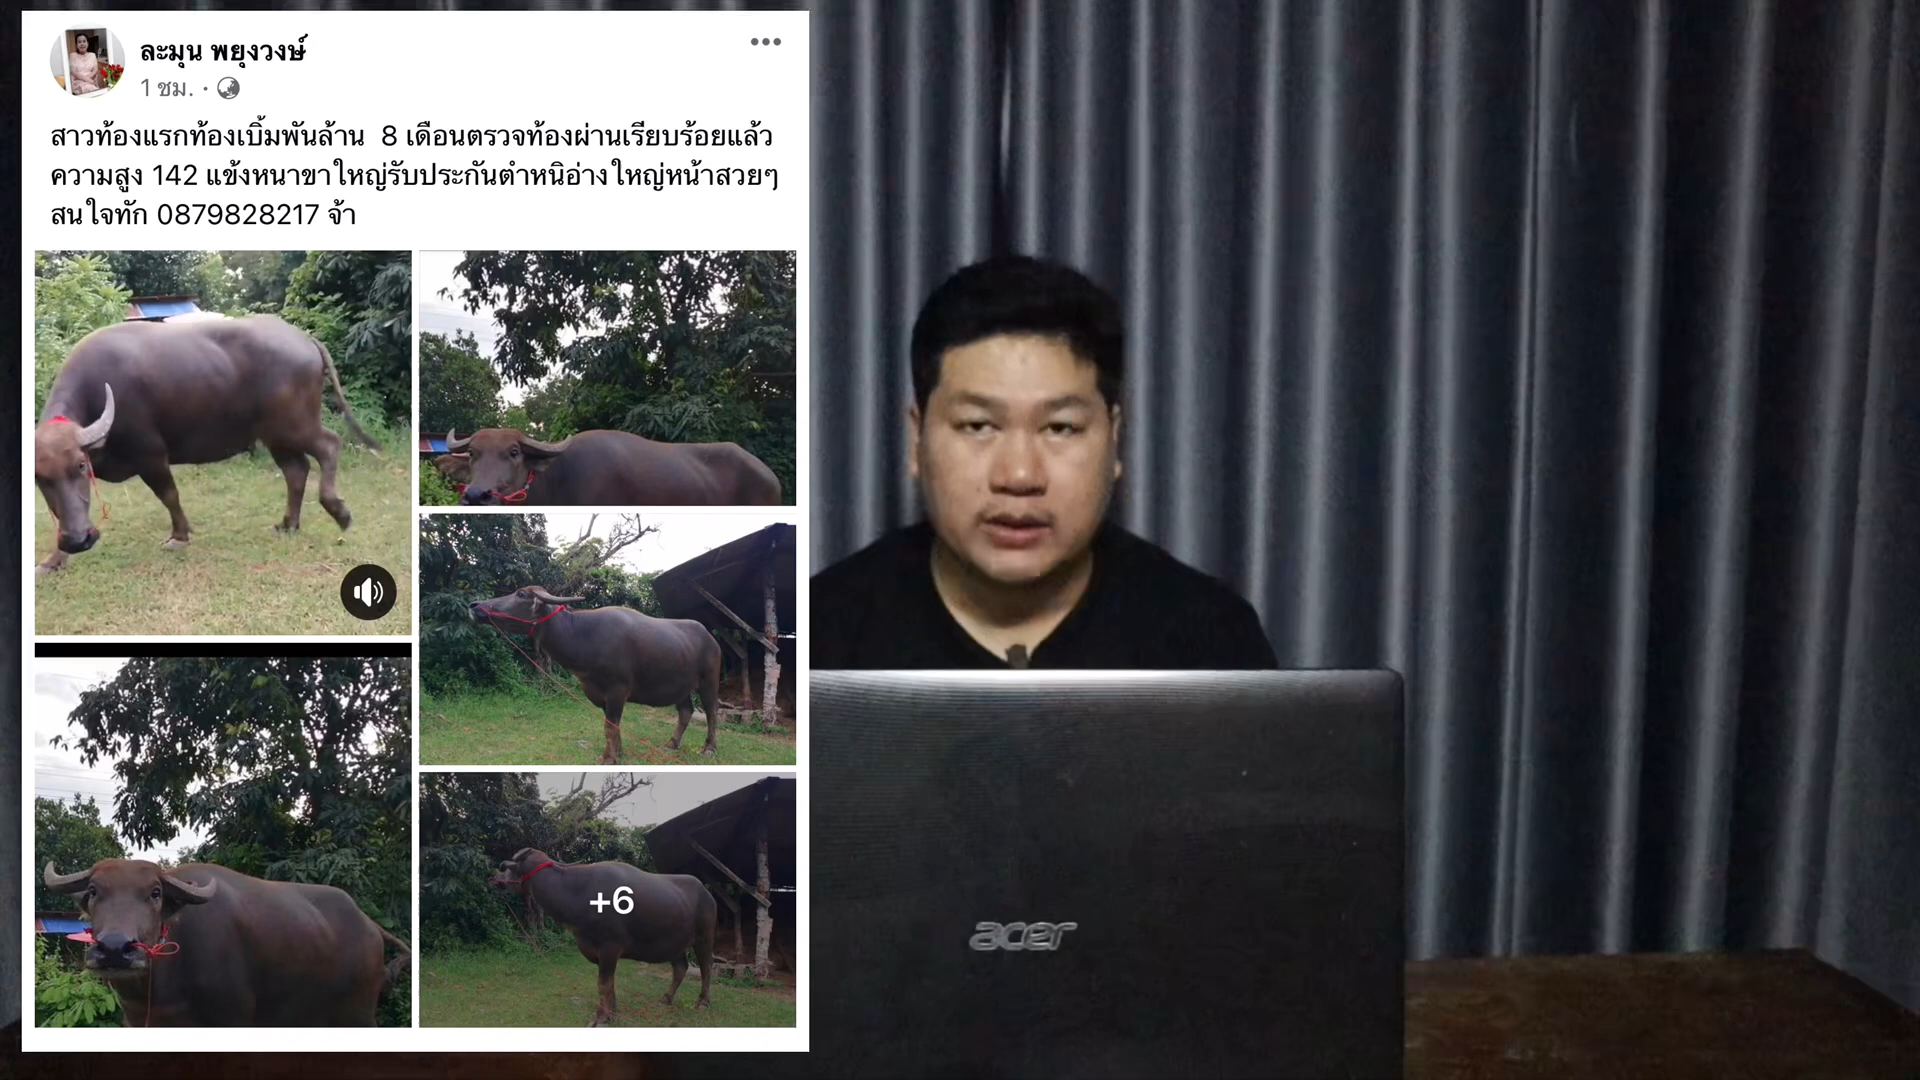 ละมุน พยุงวงษ์
1 ชม. ·
สาวท้องแรกท้องเบิ้มพันล้าน 8 เดือนตรวจท้องผ่านเรียบร้อยแล้ว
ความสูง 142 แข้งหนาขาใหญ่รับประกันตำหนิอ่างใหญ่หน้าสวยๆ
สนใจทัก 0879828217 จ้า
+6
acer